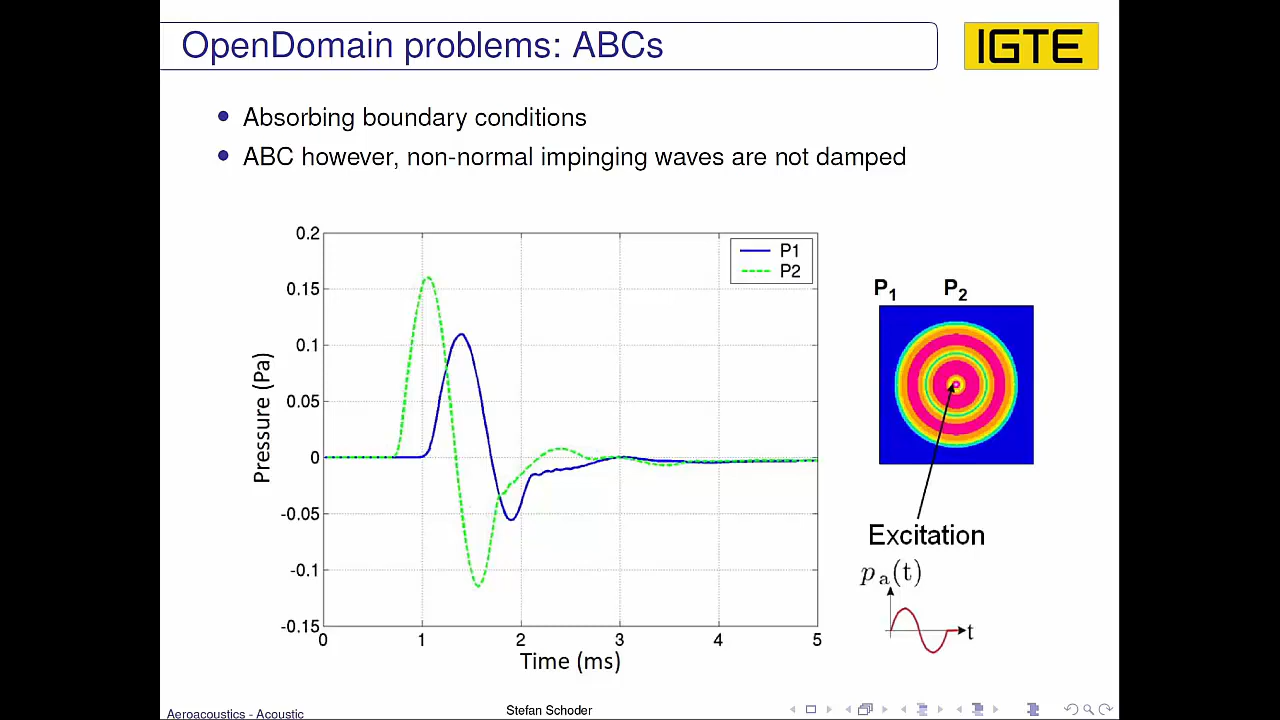 OpenDomain problems: ABCs
IGTE
Absorbing boundary conditions
ABC however, non-normal impinging waves are not damped
0.2
0.15
0.1
0.05
0
-0.05
-0.1
-0.15
Pressure (Pa)
0 1 2 3 4 5
Time (ms)
P1
P2
P1 P2
Excitation
pa(t)
t
Aeroacoustics - Acoustic
Stefan Schoder